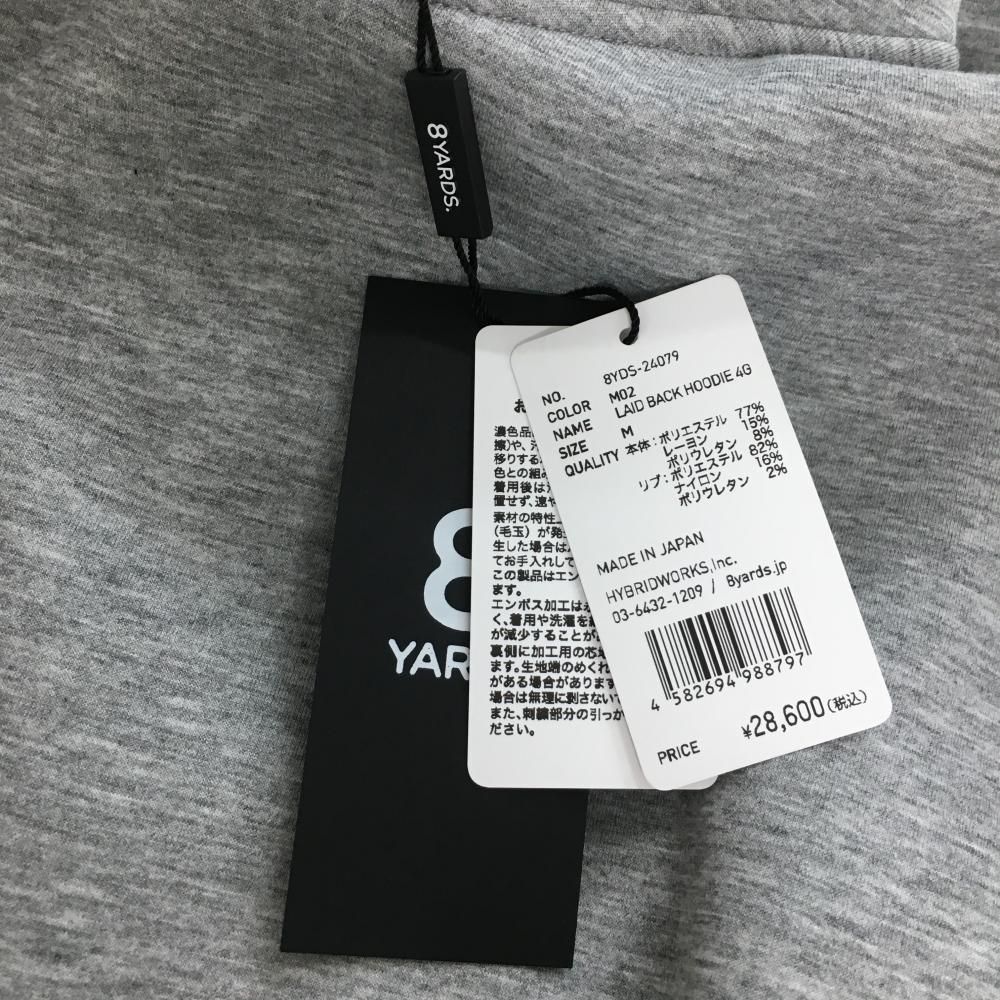 8YARDS.
8
YAR
お
濃色品
擦)や、
移りする
色との組み
着用後は
置せず、速や
素材の特性
(毛玉)が発
生した場合は
てお手入れして
この製品はエン
ます。
エンボス加工は
く、着用や洗濯を
が減少することが
裏側に加工用の芯
ます。生地端のめくれ
がある場合があります
場合は無理に剥さない
また、刺繍部分の引っか
ださい。
NO. 8YDS-24079
COLOR M02
NAME LAID BACK HOODIE 4G
SIZE M
QUALITY 本体:ポリエステル 77%
レーヨン 15%
ポリウレタン 8%
リブ:ポリエステル 82%
ナイロン 16%
ポリウレタン 2%
MADE IN JAPAN
HYBRIDWORKS,Inc.
03-6432-1209 / 8yards.jp
4 582694 988797
PRICE ¥28,600(税込)